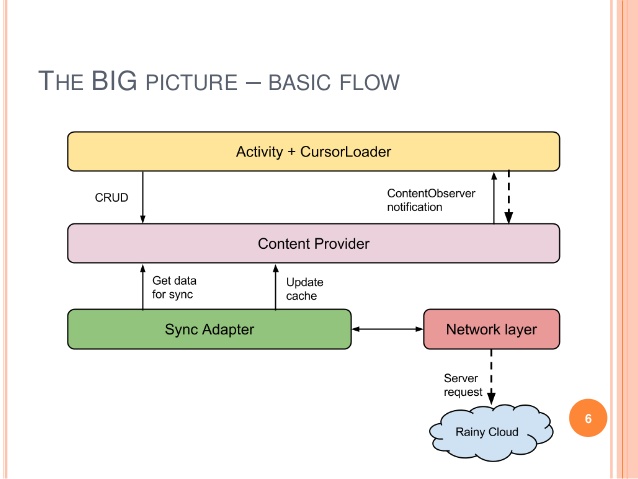 THE BIG PICTURE – BASIC FLOW
Activity + CursorLoader
CRUD
ContentObserver
notification
Content Provider
Get data
for sync
Update
cache
Sync Adapter
Network layer
Server
request
Rainy Cloud
6